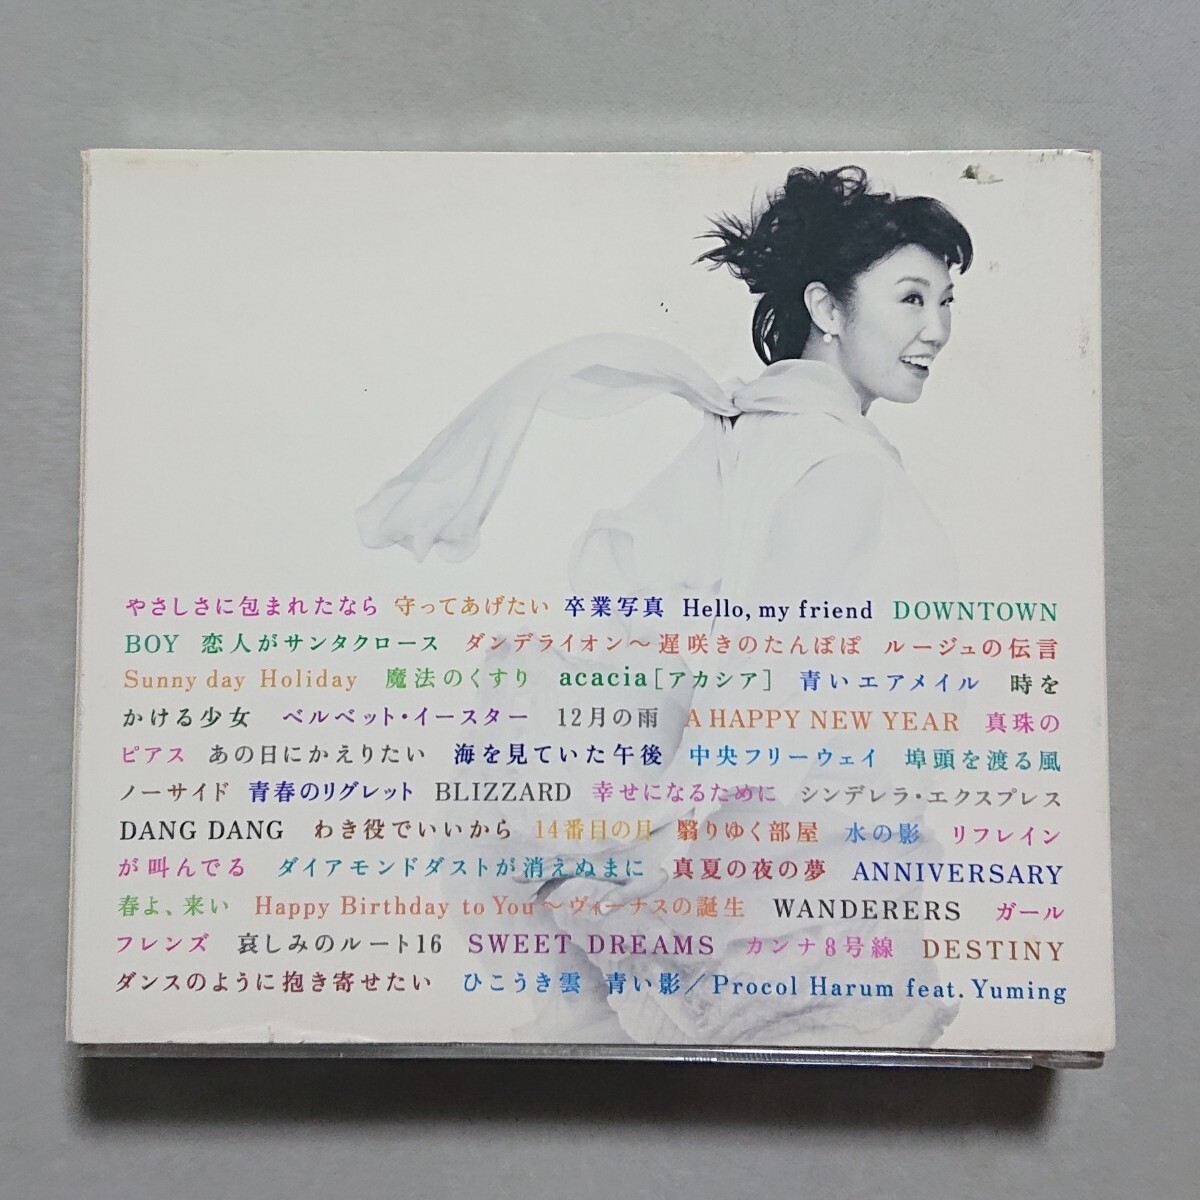 やさしさに包まれたなら 守ってあげたい 卒業写真 Hello, my friend DOWNTOWN
BOY 恋人がサンタクロース ダンデライオン〜遅咲きのたんぽぽ ルージュの伝言
Sunny day Holiday 魔法のくすり acacia[アカシア] 青いエアメイル 時を
かける少女 ベルベット・イースター 12月の雨 A HAPPY NEW YEAR 真珠の
ピアス あの日にかえりたい 海を見ていた午後 中央フリーウェイ 埠頭を渡る風
ノーサイド 青春のリグレット BLIZZARD 幸せになるために シンデレラ・エクスプレス
DANG DANG わき役でいいから 14番目の月 翳りゆく部屋 水の影 リフレイン
が叫んでる ダイアモンドダストが消えぬまに 真夏の夜の夢 ANNIVERSARY
春よ、来い Happy Birthday to You〜ヴィーナスの誕生 WANDERERS ガール
フレンズ 哀しみのルート16 SWEET DREAMS カンナ8号線 DESTINY
ダンスのように抱き寄せたい ひこうき雲 青い影／Procol Harum feat. Yuming